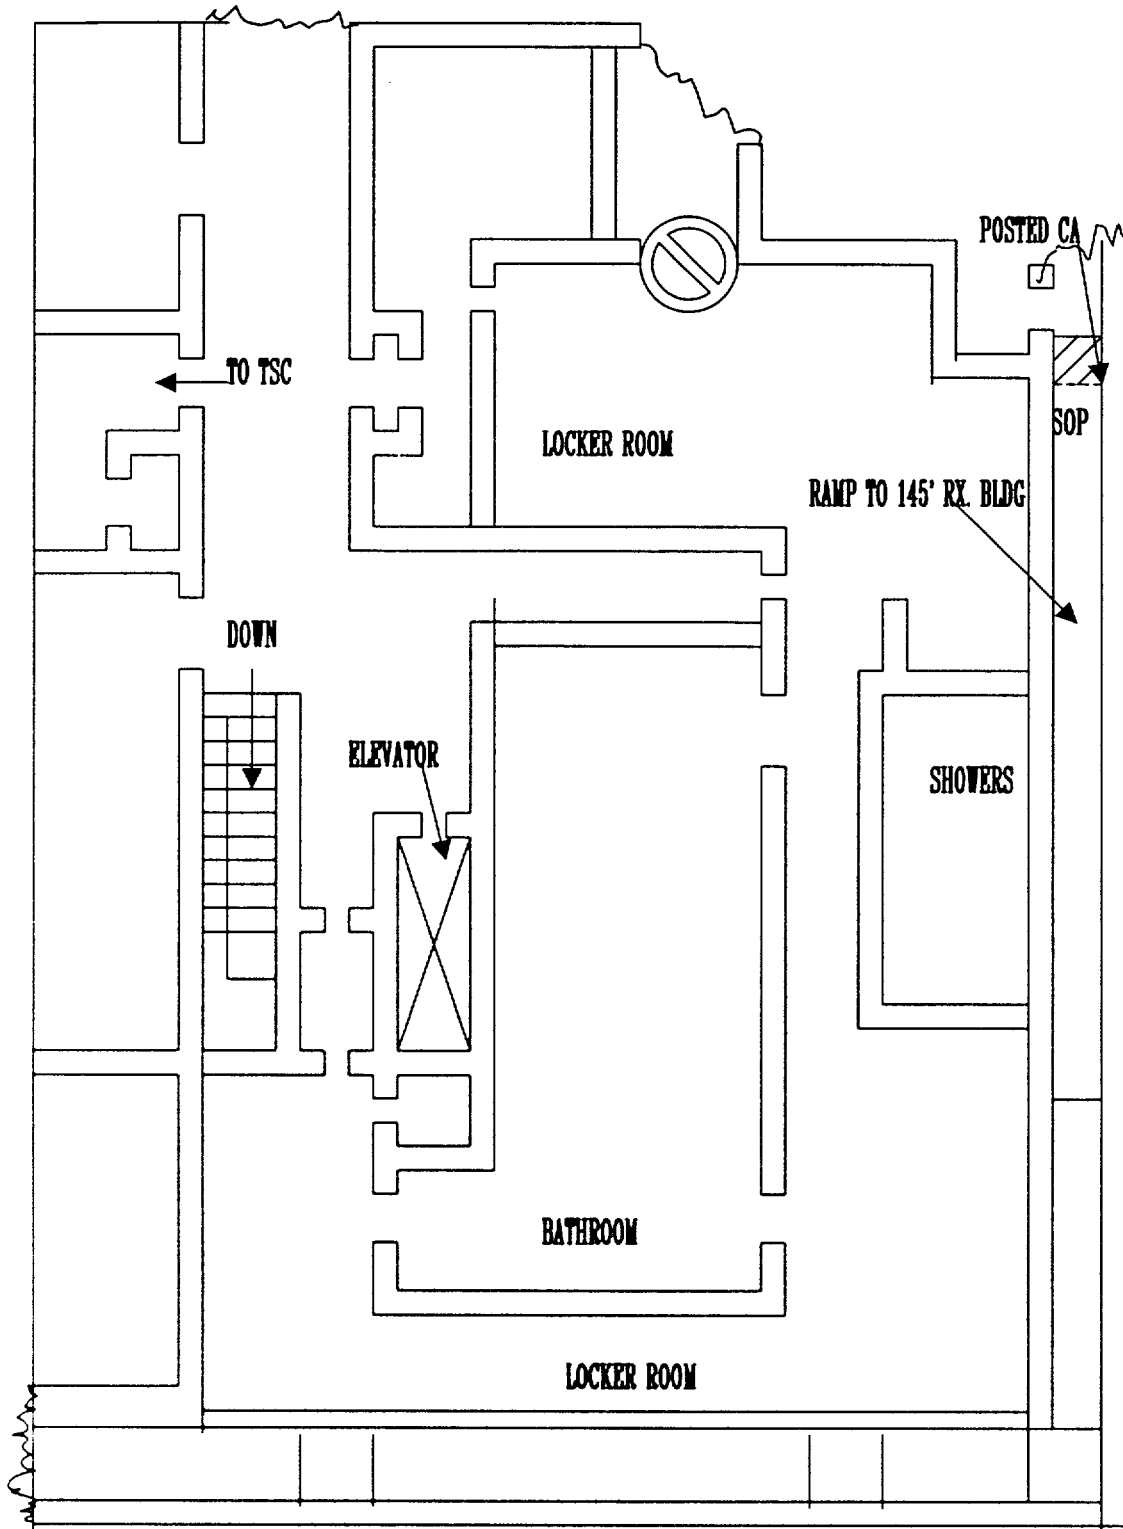 POSTED CA
TO TSC
SOP
LOCKER ROOM
RAMP TO 145' RX. BLDG
DOWN
ELEVATOR
SHOWERS
BATHROOM
LOCKER ROOM